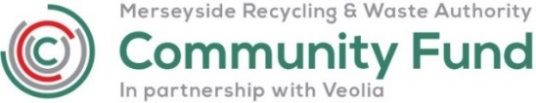 Merseyside Recycling & Waste Authority
Community Fund
In partnership with Veolia